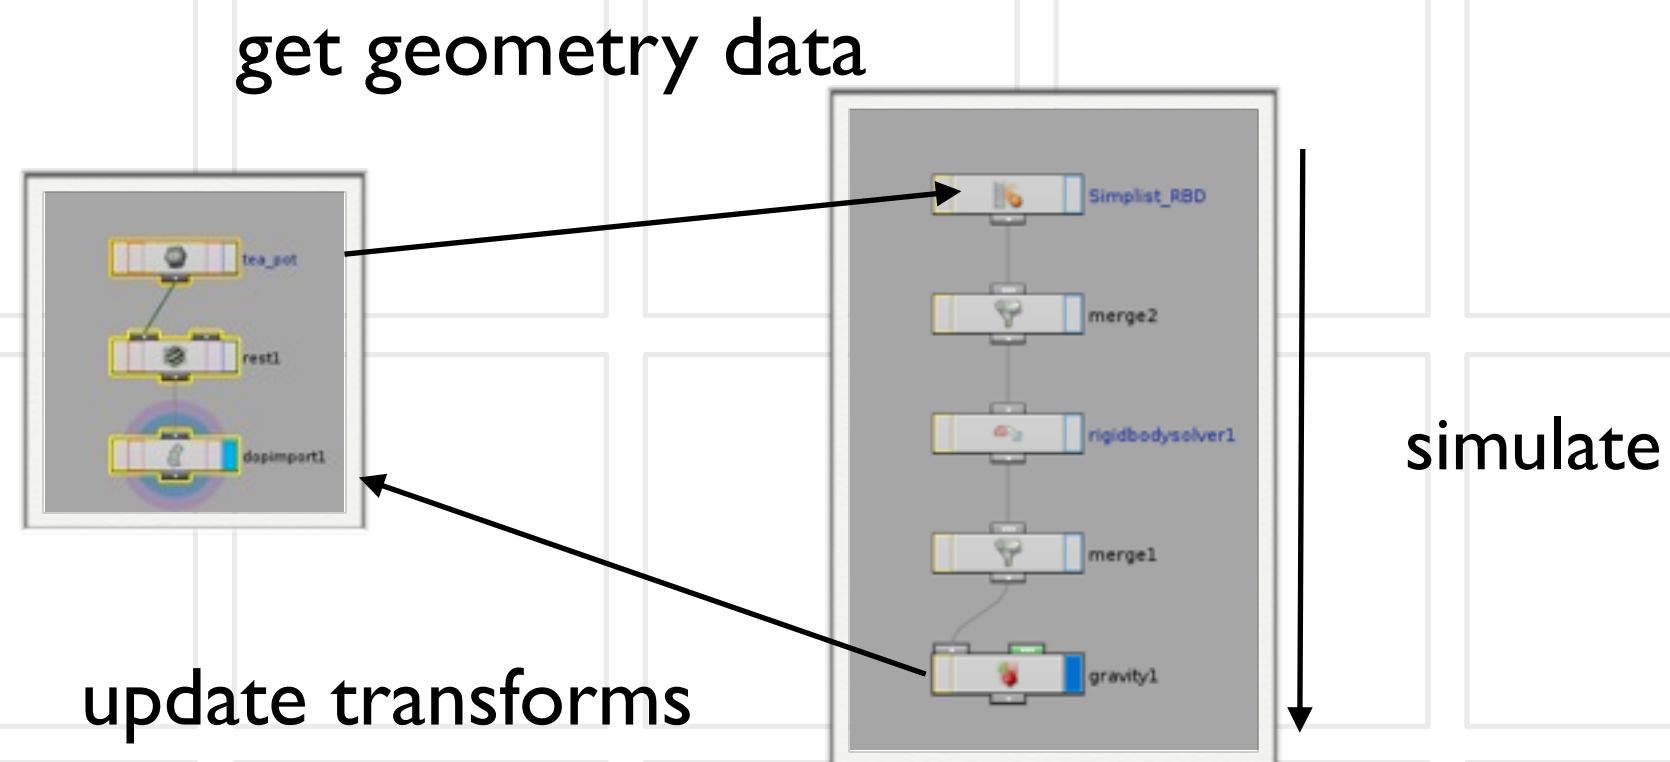 get geometry data
tea_pot
rest1
dopimport1
Simplist_RBD
merge2
rigidbodysolver1
merge1
gravity1
simulate
update transforms